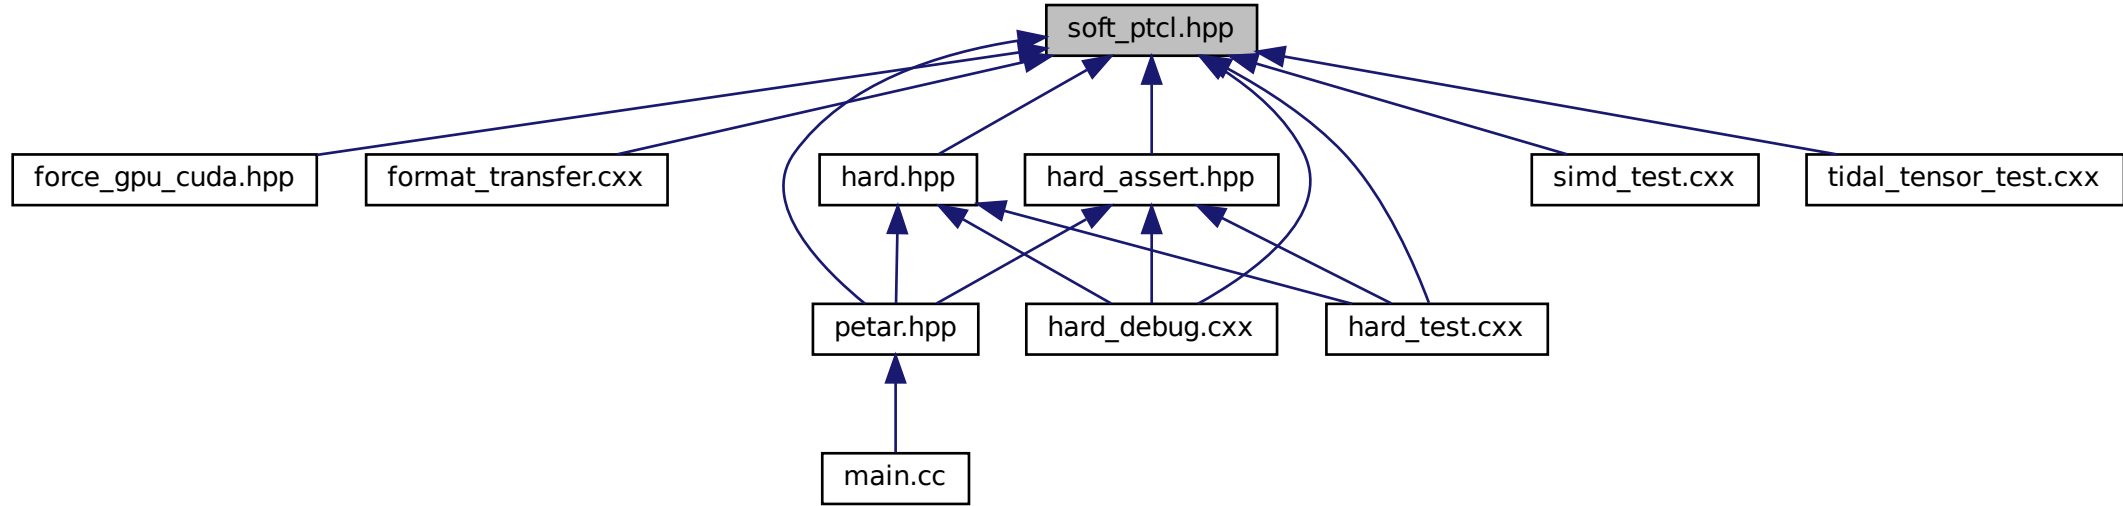 soft_ptcl.hpp
force_gpu_cuda.hpp
format_transfer.cxx
hard.hpp
hard_assert.hpp
simd_test.cxx
tidal_tensor_test.cxx
petar.hpp
hard_debug.cxx
hard_test.cxx
main.cc